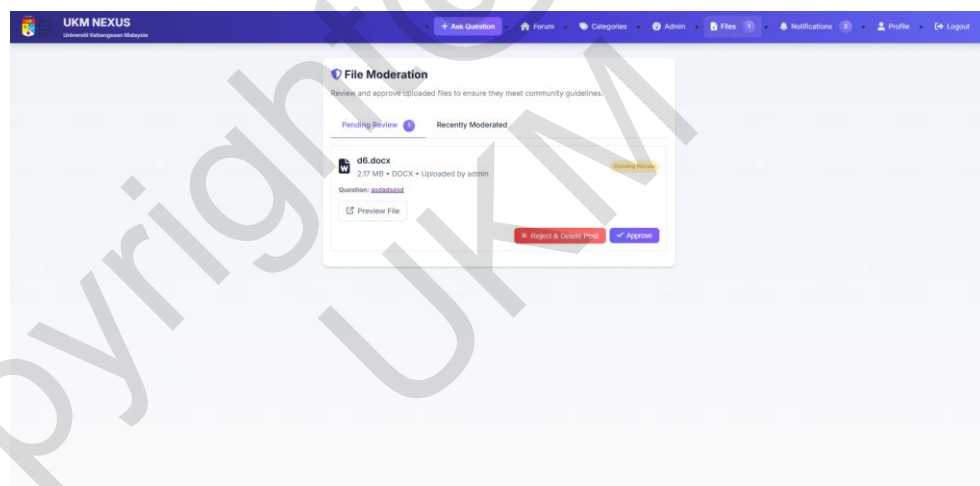 UKM NEXUS
Universiti Kebangsaan Malaysia
+ Ask Question Forum Categories Admin Files 1 Notifications 2 Profile Logout
File Moderation
Review and approve uploaded files to ensure they meet community guidelines.
Pending Review 1 Recently Moderated
d6.docx Pending Review
2.17 MB • DOCX • Uploaded by admin
Question: asdadsasd
Preview File
× Reject & Delete Post ✓ Approve
pyright
UKM